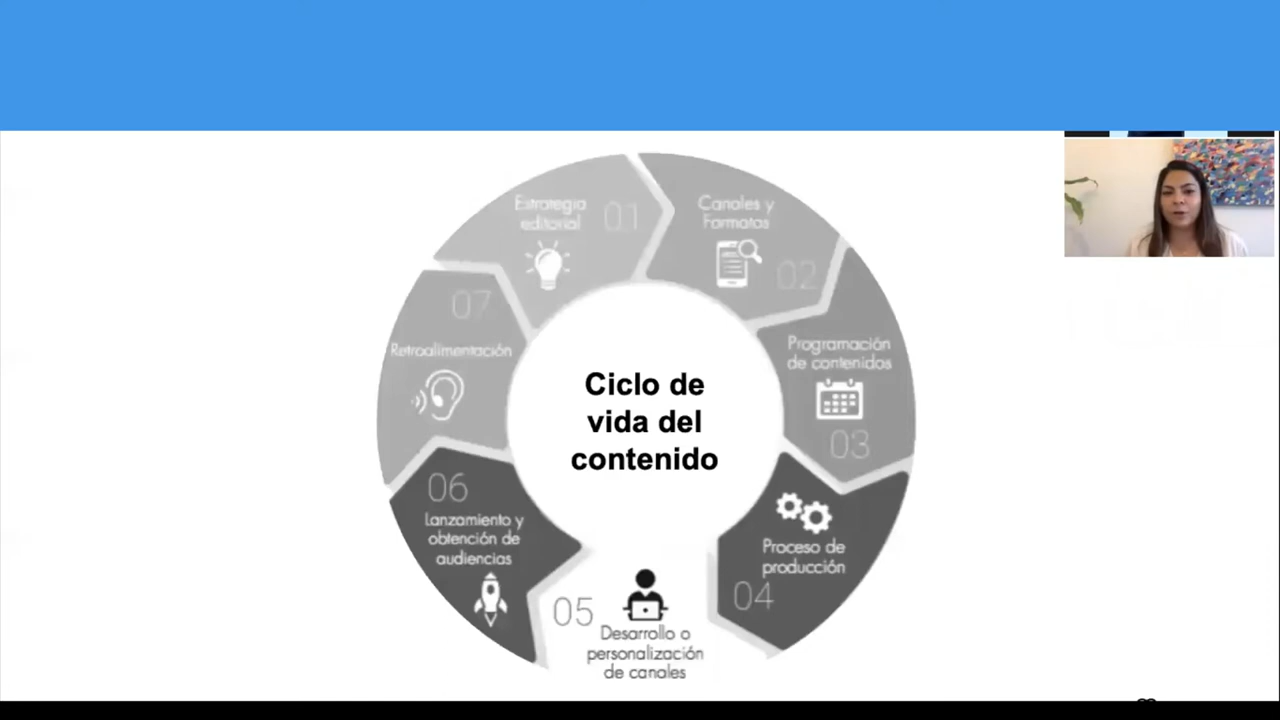 Ciclo de
vida del
contenido
Estrategia
editorial
01
Canales y
Formatos
02
Programación
de contenidos
03
Proceso de
producción
04
05
Desarrollo o
personalización
de canales
06
Lanzamiento y
obtención de
audiencias
07
Retroalimentación